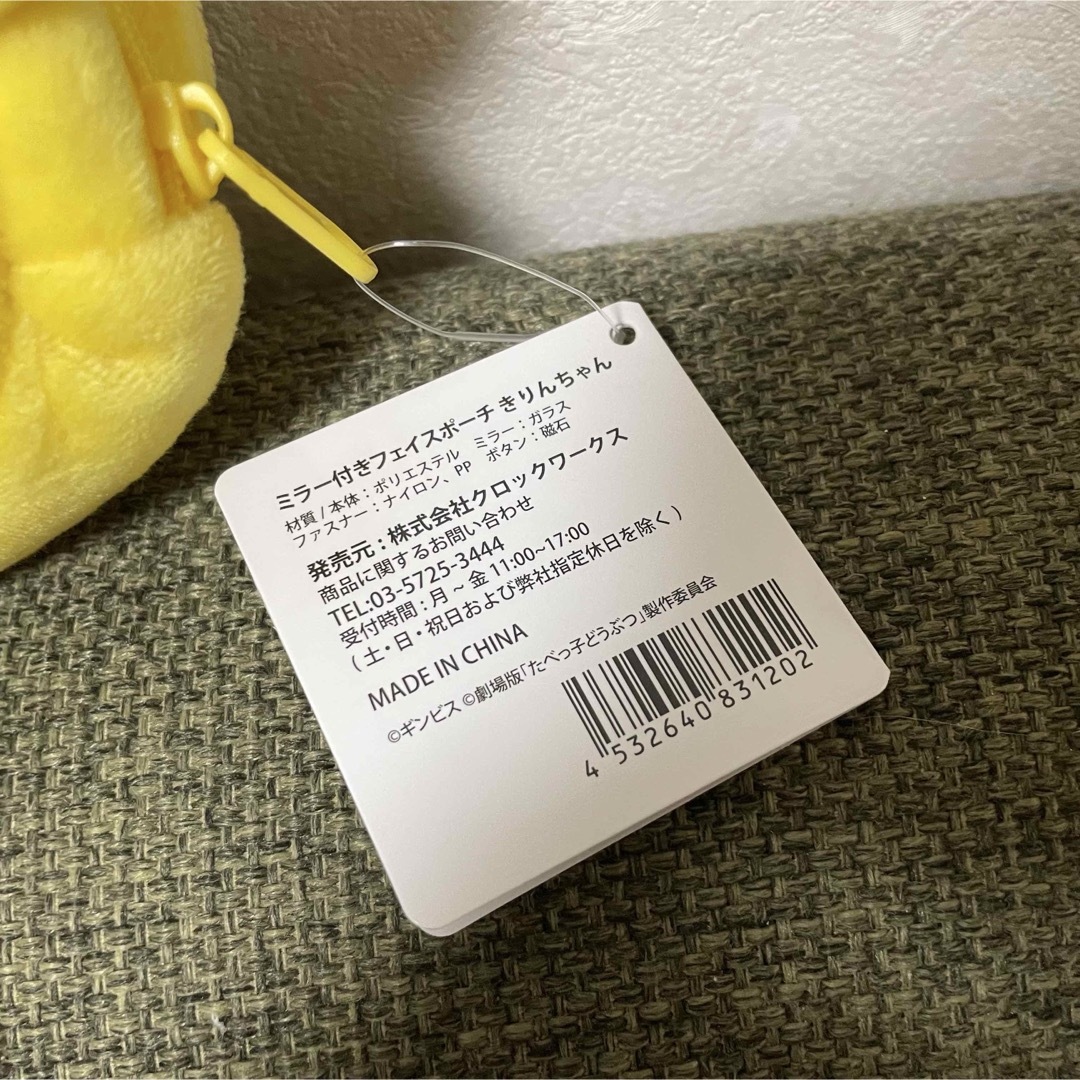 ミラー付きフェイスポーチ きりんちゃん
材質 / 本体：ポリエステル　ミラー：ガラス
ファスナー：ナイロン、PP　ボタン：磁石
発売元：株式会社クロックワークス
商品に関するお問い合わせ
TEL:03-5725-3444
受付時間：月～金 11:00~17:00
(土・日・祝日および弊社指定休日を除く)
MADE IN CHINA
©ギンビス ©劇場版「たべっ子どうぶつ」製作委員会
4 532640 831202